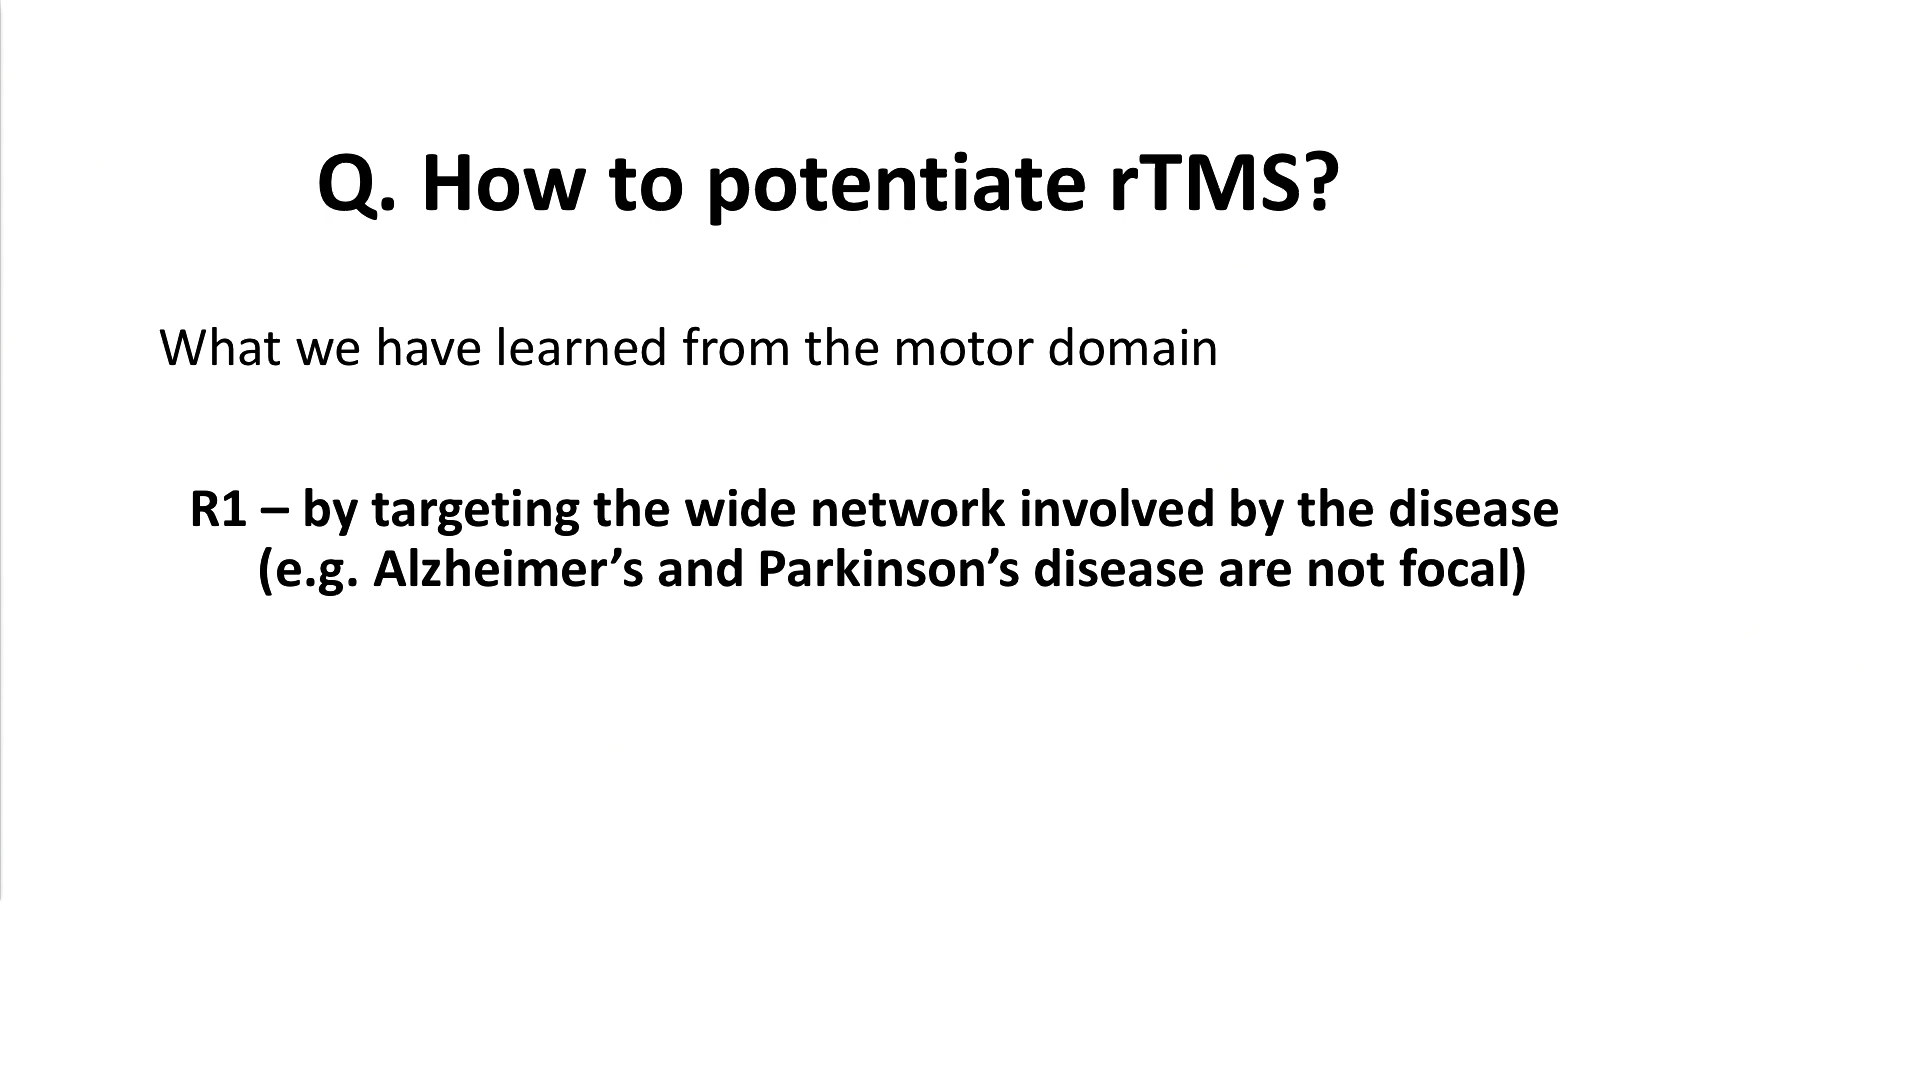 Q. How to potentiate rTMS?
What we have learned from the motor domain
R1 – by targeting the wide network involved by the disease
(e.g. Alzheimer’s and Parkinson’s disease are not focal)